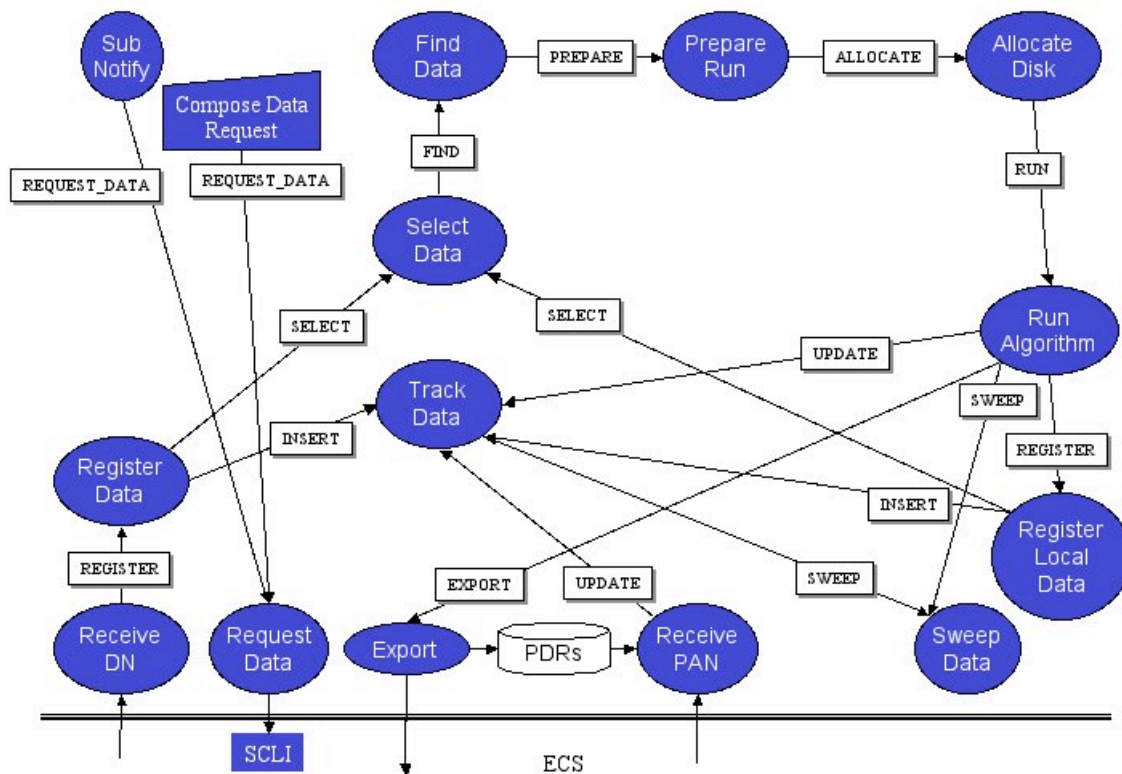 Sub
Notify
Find
Data
PREPARE
Prepare
Run
ALLOCATE
Allocate
Disk
Compose Data
Request
FIND
RUN
REQUEST_DATA
REQUEST_DATA
Select
Data
SELECT
SELECT
Run
Algorithm
UPDATE
Track
Data
SWEEP
INSERT
REGISTER
Register
Data
INSERT
Register
Local
Data
REGISTER
EXPORT
UPDATE
SWEEP
Receive
DN
Request
Data
Export
PDRs
Receive
PAN
Sweep
Data
SCLI
ECS